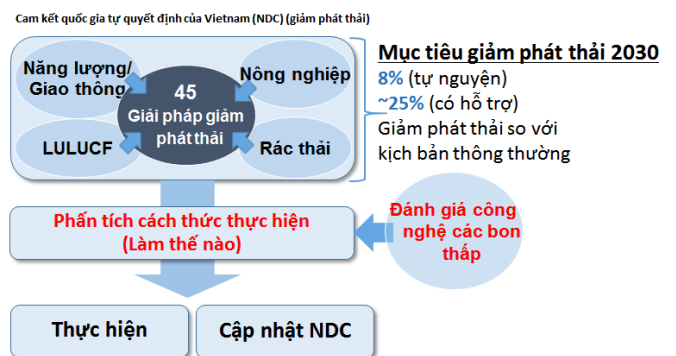 Cam kết quốc gia tự quyết định của Vietnam (NDC) (giảm phát thải)
Năng lượng/
Giao thông
45
Giải pháp giảm
phát thải
Nông nghiệp
LULUCF
Rác thải
Mục tiêu giảm phát thải 2030
8% (tự nguyện)
~25% (có hỗ trợ)
Giảm phát thải so với
kịch bản thông thường
Phấn tích cách thức thực hiện
(Làm thế nào)
Đánh giá công
nghệ các bon
thấp
Thực hiện
Cập nhật NDC